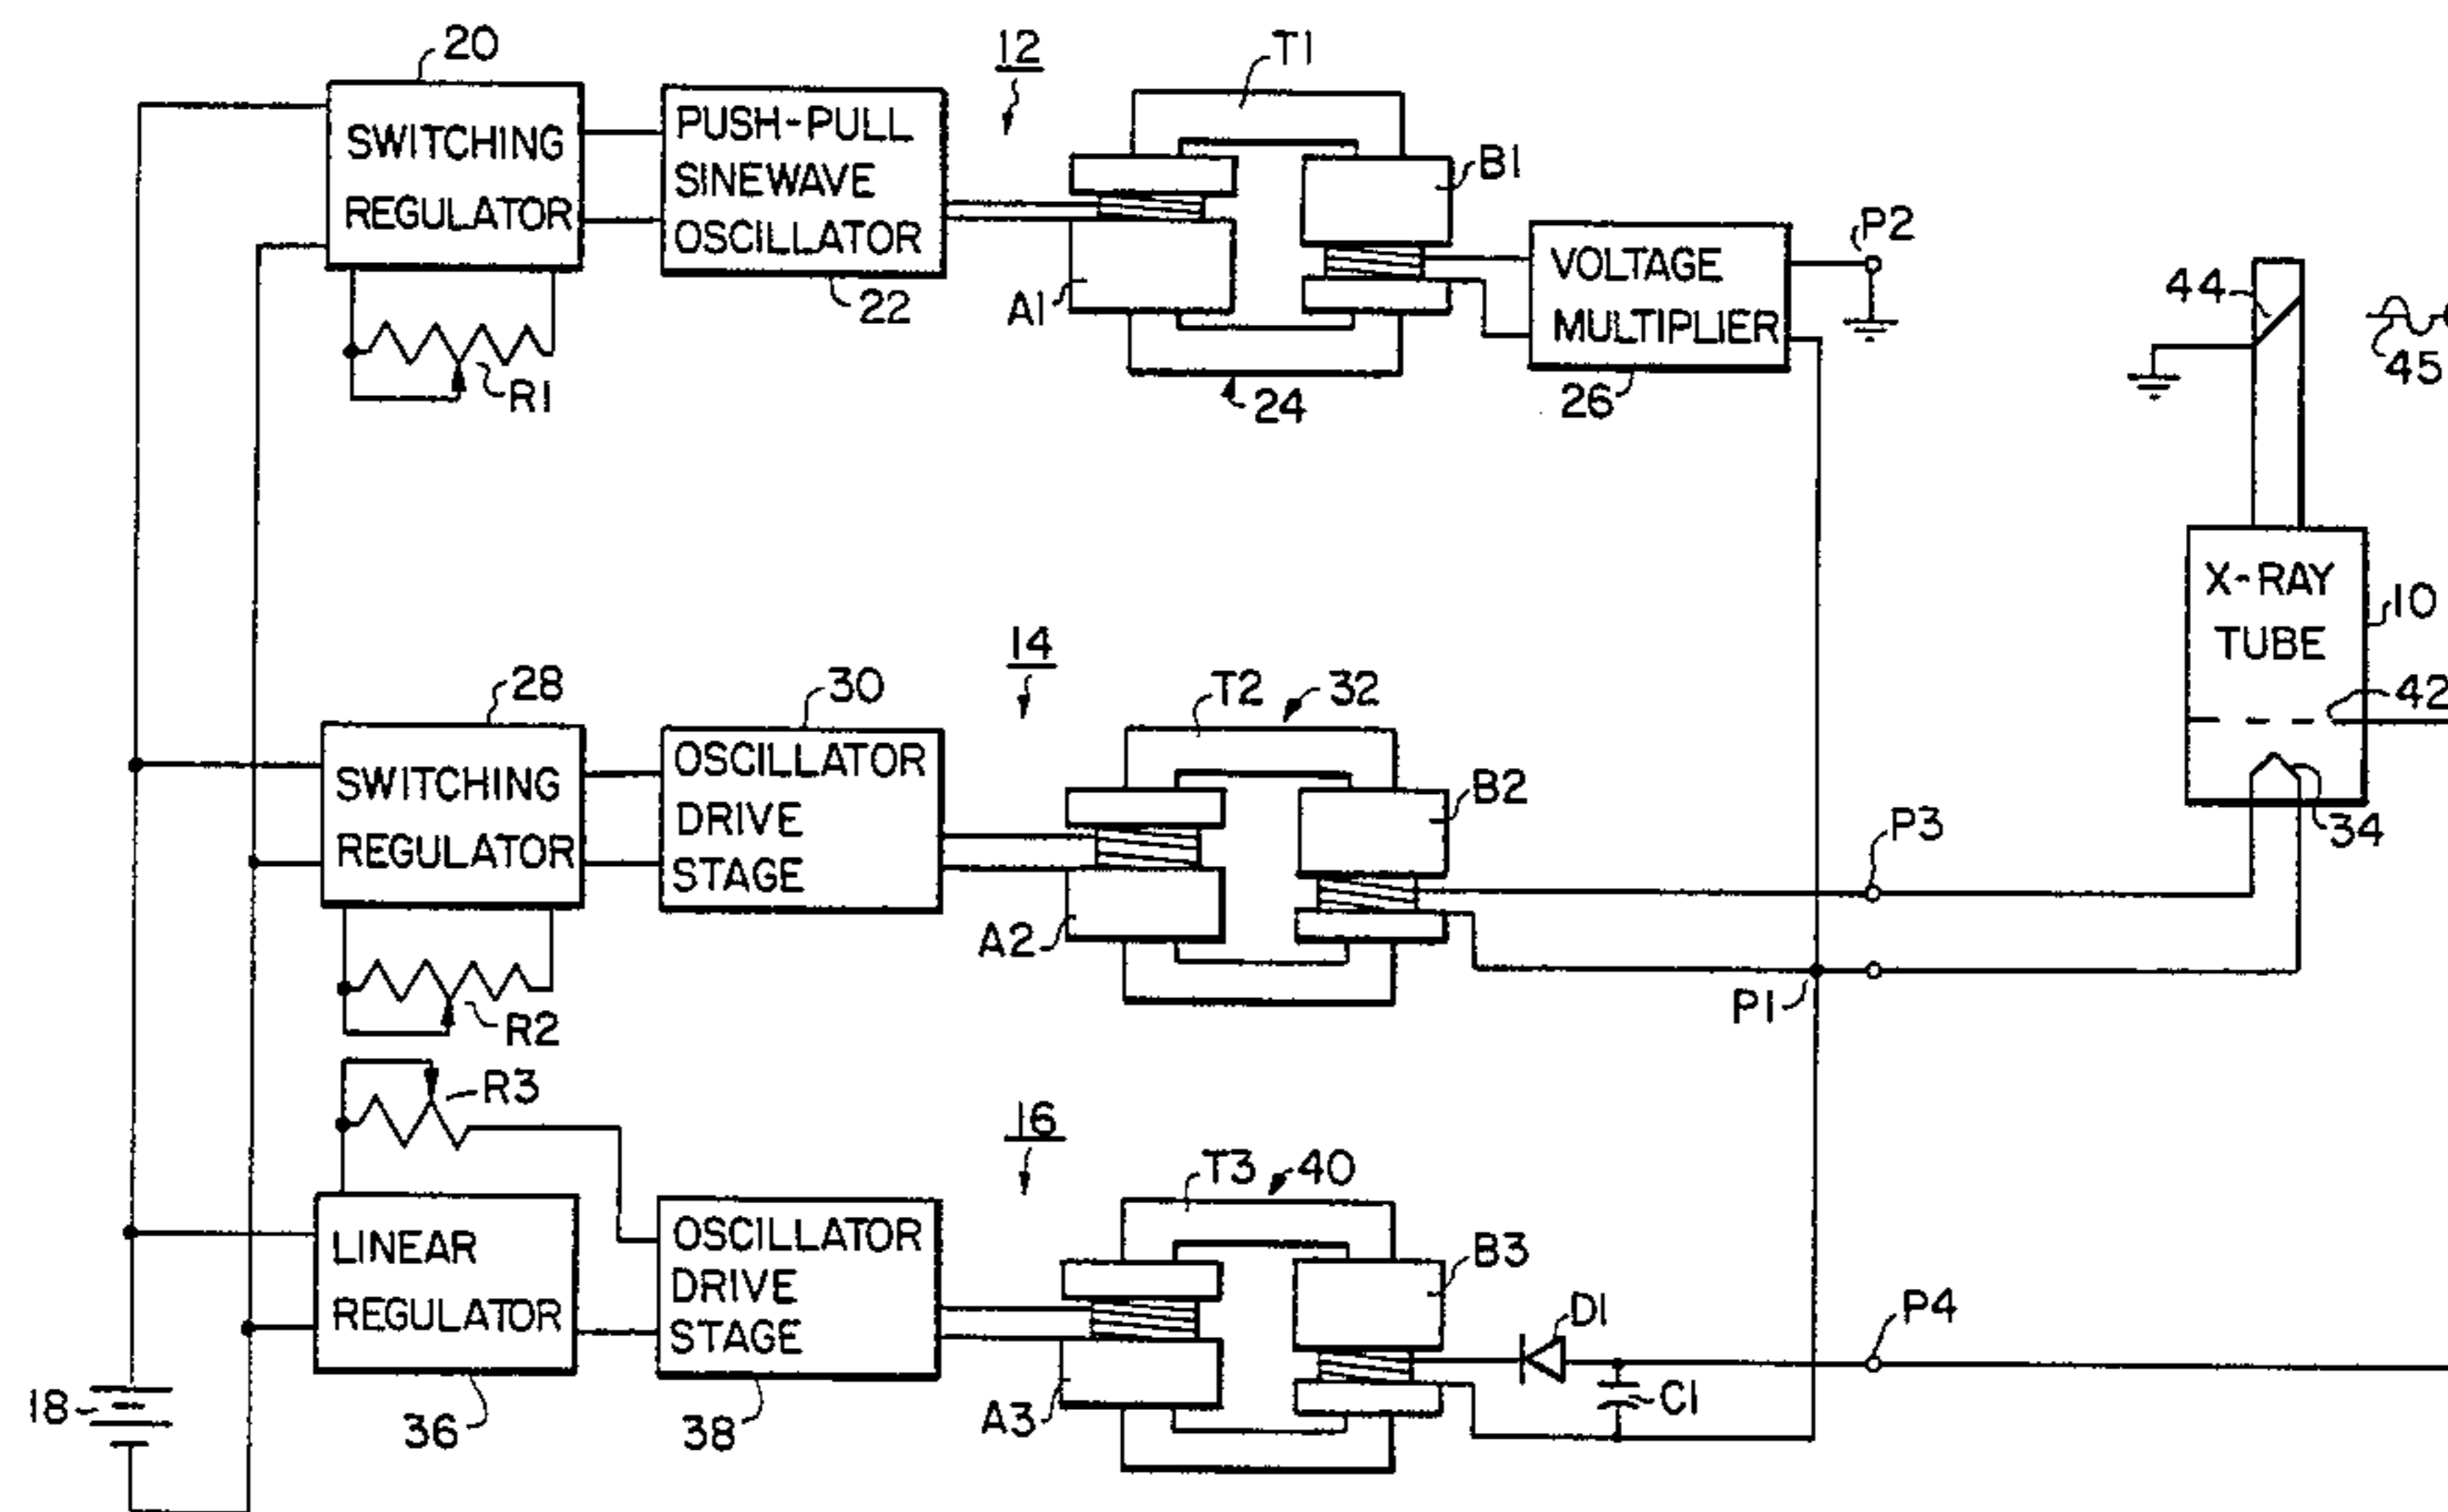 20
12
T1
SWITCHING
REGULATOR
PUSH-PULL
SINEWAVE
OSCILLATOR
B1
A1
22
R1
24
VOLTAGE
MULTIPLIER
26
P2
44
45
X-RAY
TUBE
10
42
34
28
30
14
T2
32
SWITCHING
REGULATOR
OSCILLATOR
DRIVE
STAGE
B2
A2
R2
P3
P1
R3
16
T3
40
LINEAR
REGULATOR
OSCILLATOR
DRIVE
STAGE
B3
D1
P4
C1
18
36
38
A3